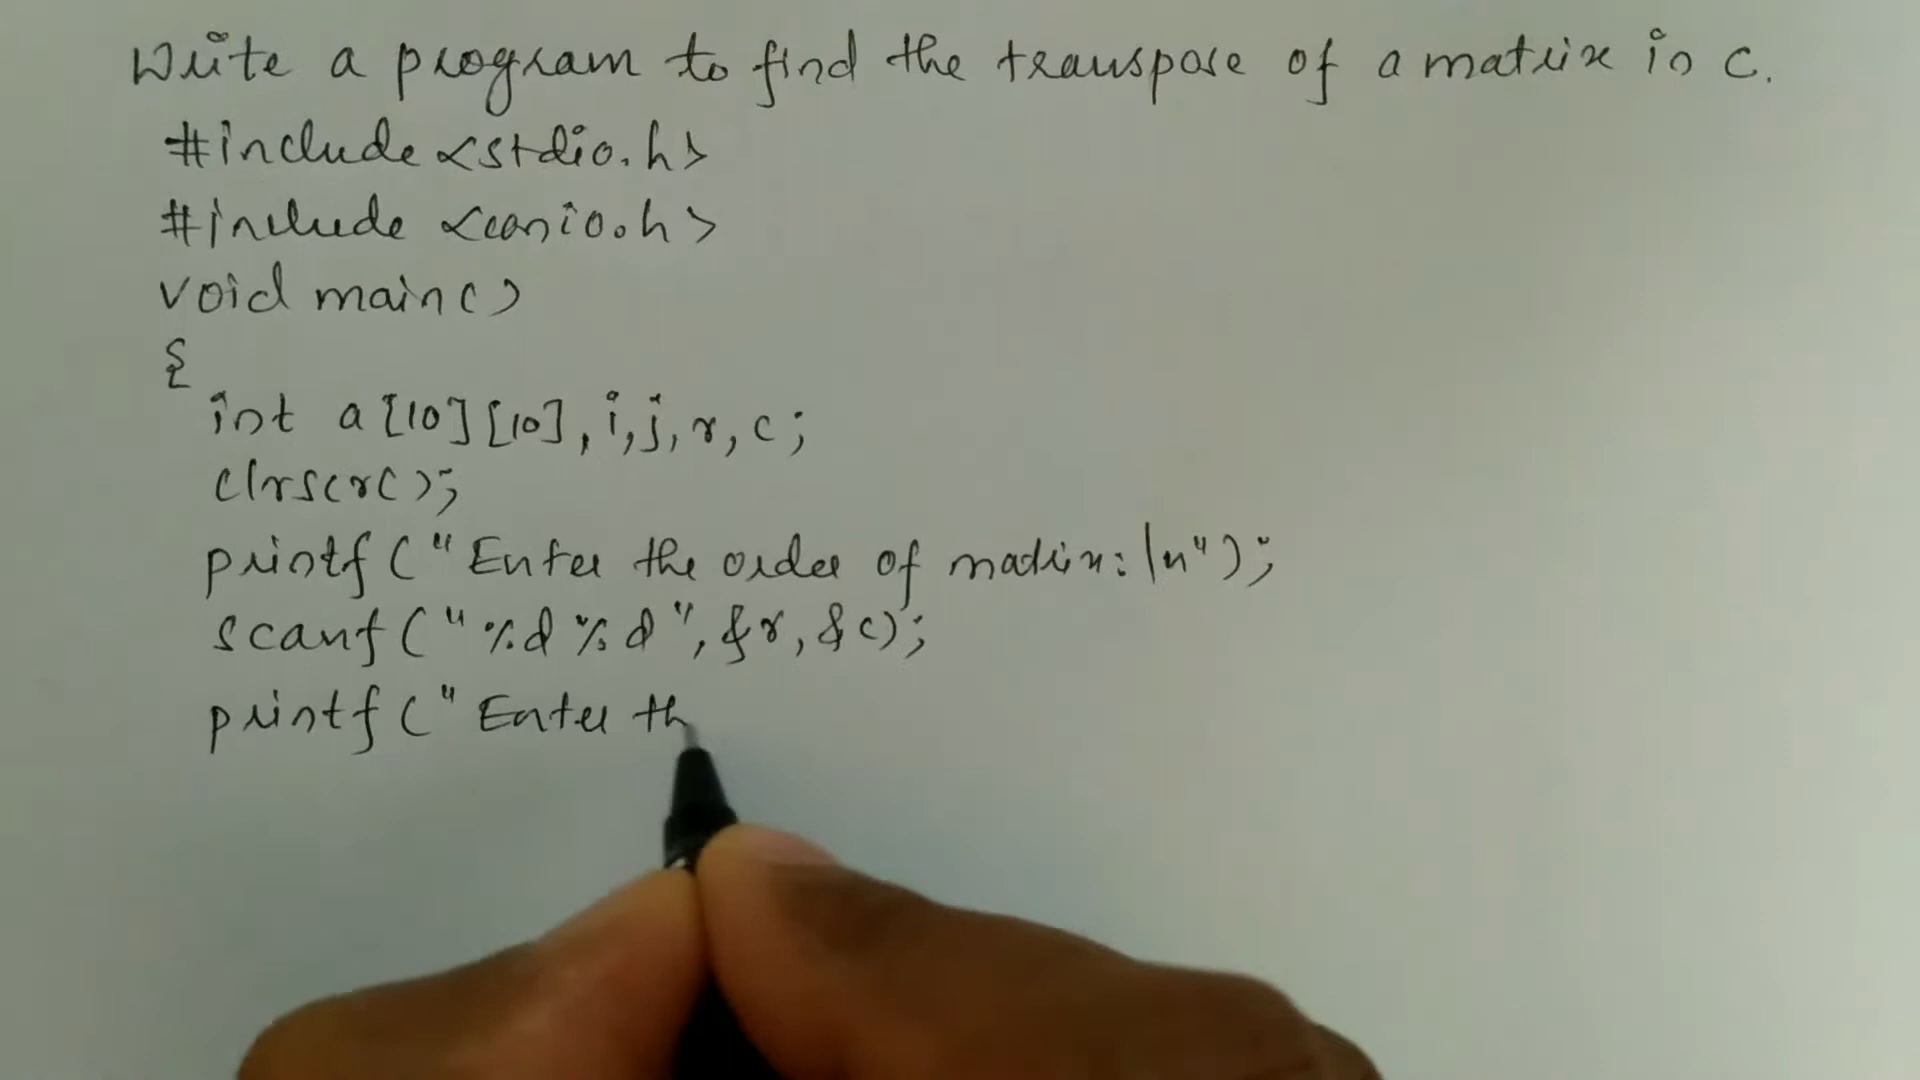 Write a program to find the transpose of a matrix in c.
#include <stdio.h>
#include <conio.h>
void main()
{
int a[10][10], i, j, r, c;
clrscr();
printf("Enter the order of matrix: \n");
scanf("%d %d", &r, &c);
printf("Enter th